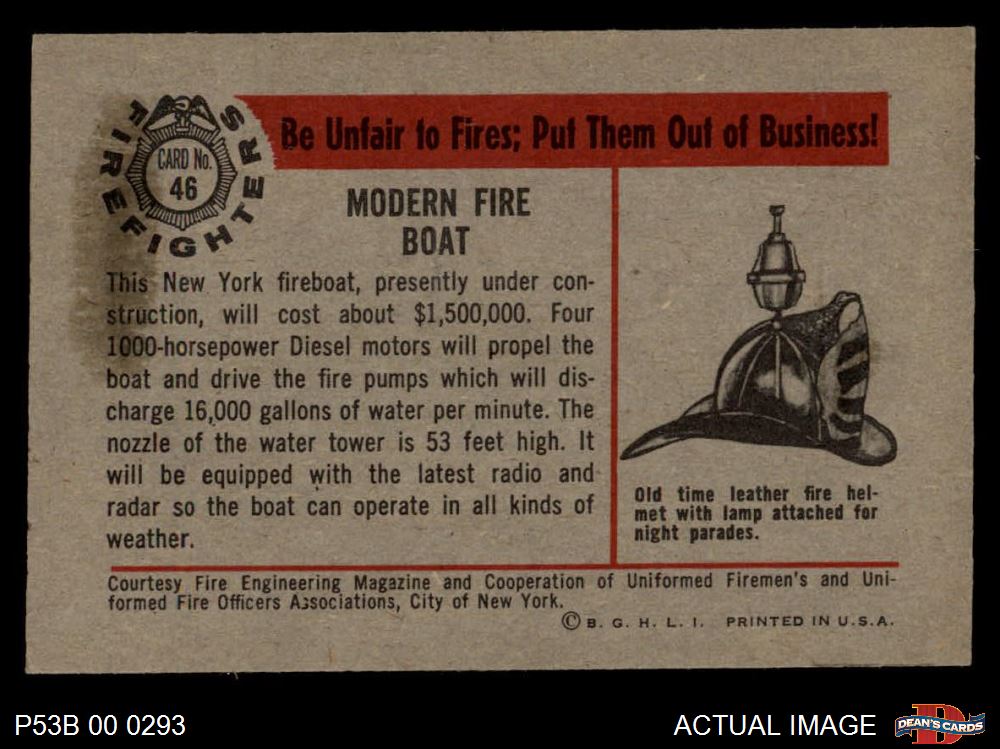 FIREFIGHTERS
CARD No.
46
Be Unfair to Fires; Put Them Out of Business!
MODERN FIRE
BOAT
This New York fireboat, presently under con-
struction, will cost about $1,500,000. Four
1000-horsepower Diesel motors will propel the
boat and drive the fire pumps which will dis-
charge 16,000 gallons of water per minute. The
nozzle of the water tower is 53 feet high. It
will be equipped with the latest radio and
radar so the boat can operate in all kinds of
weather.
Old time leather fire hel-
met with lamp attached for
night parades.
Courtesy Fire Engineering Magazine and Cooperation of Uniformed Firemen's and Uni-
formed Fire Officers Associations, City of New York.
© B. G. H. L. I. PRINTED IN U.S.A.
P53B 00 0293
ACTUAL IMAGE
DEAN'S CARDS